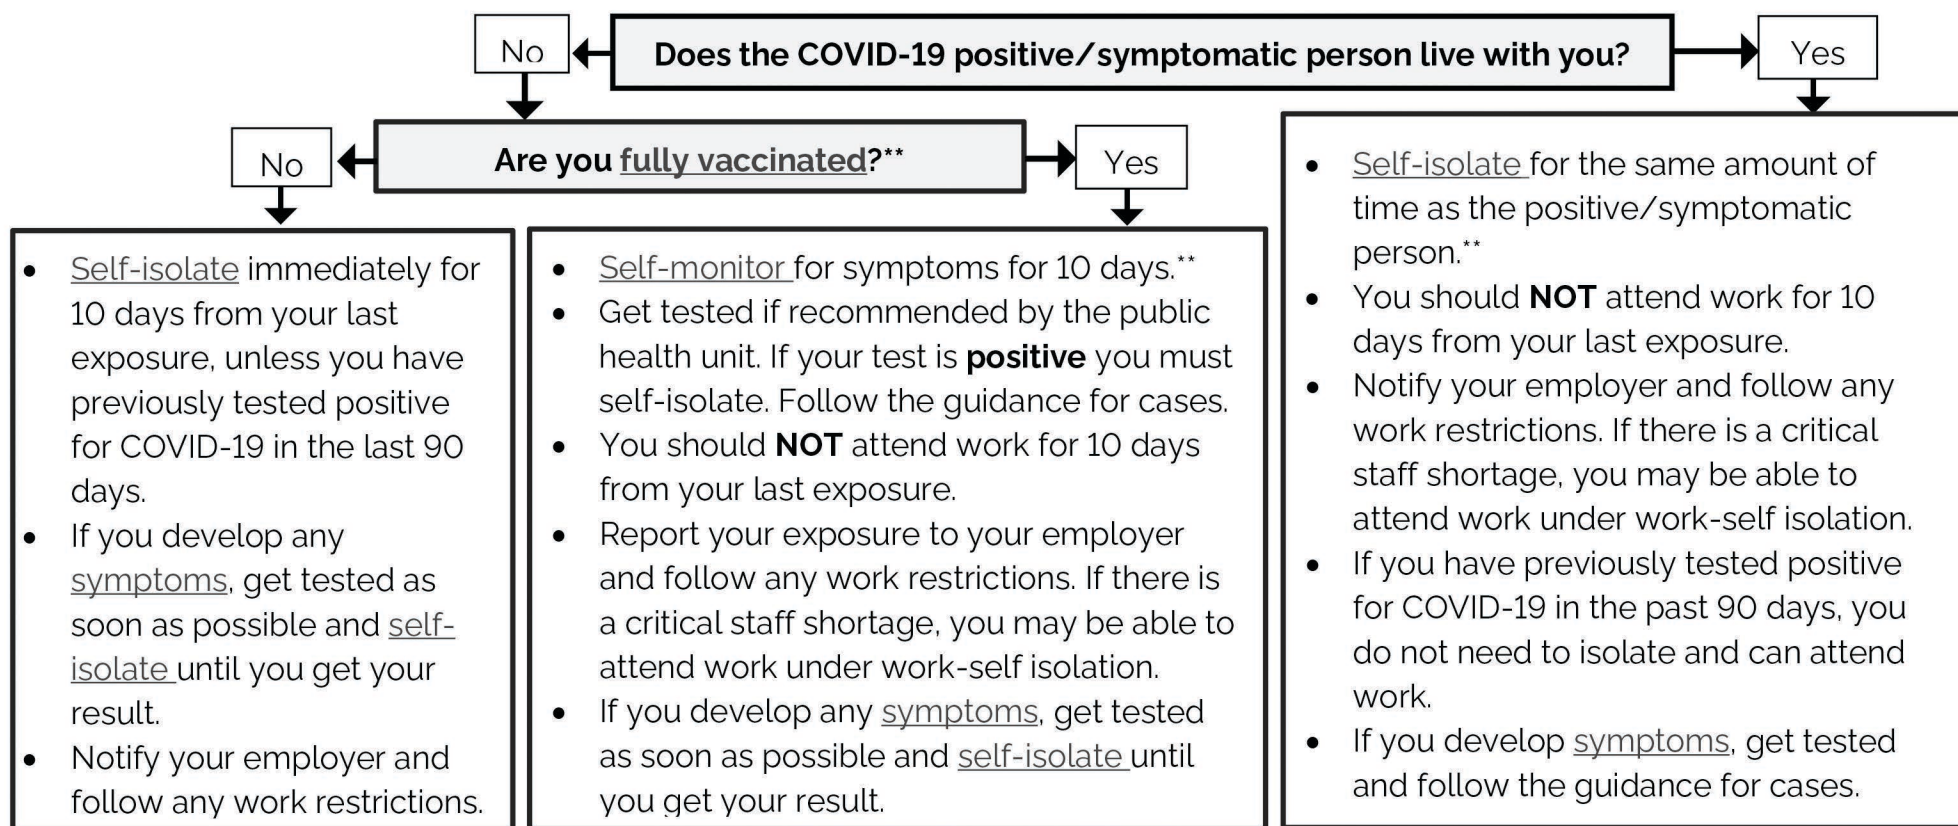 Does the COVID-19 positive/symptomatic person live with you?
No
Yes
Are you fully vaccinated?**
No
Yes
• Self-isolate immediately for
10 days from your last
exposure, unless you have
previously tested positive
for COVID-19 in the last 90
days.
• If you develop any
symptoms, get tested as
soon as possible and self-
isolate until you get your
result.
• Notify your employer and
follow any work restrictions.
• Self-monitor for symptoms for 10 days.**
• Get tested if recommended by the public
health unit. If your test is positive you must
self-isolate. Follow the guidance for cases.
• You should NOT attend work for 10 days
from your last exposure.
• Report your exposure to your employer
and follow any work restrictions. If there is
a critical staff shortage, you may be able to
attend work under work-self isolation.
• If you develop any symptoms, get tested
as soon as possible and self-isolate until
you get your result.
• Self-isolate for the same amount of
time as the positive/symptomatic
person.**
• You should NOT attend work for 10
days from your last exposure.
• Notify your employer and follow any
work restrictions. If there is a critical
staff shortage, you may be able to
attend work under work-self isolation.
• If you have previously tested positive
for COVID-19 in the past 90 days, you
do not need to isolate and can attend
work.
• If you develop symptoms, get tested
and follow the guidance for cases.